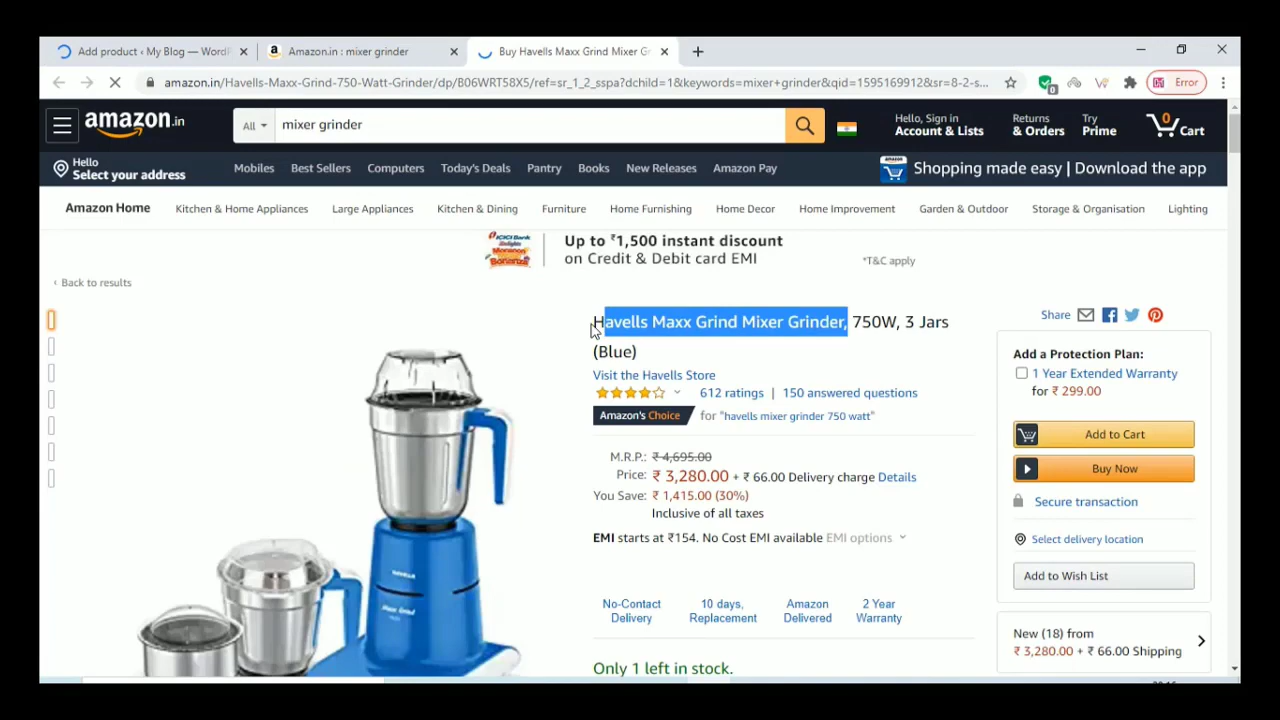 Add product ‹ My Blog — WordP
Amazon.in : mixer grinder
Buy Havells Maxx Grind Mixer Gr
amazon.in/Havells-Maxx-Grind-750-Watt-Grinder/dp/B06WRT58X5/ref=sr_1_2_sspa?dchild=1&keywords=mixer+grinder&qid=1595169912&sr=8-2-s...
Error
amazon.in
All
mixer grinder
Hello, Sign in
Account & Lists
Returns
& Orders
Try
Prime
0
Cart
Hello
Select your address
Mobiles
Best Sellers
Computers
Today's Deals
Pantry
Books
New Releases
Amazon Pay
Shopping made easy | Download the app
Amazon Home
Kitchen & Home Appliances
Large Appliances
Kitchen & Dining
Furniture
Home Furnishing
Home Decor
Home Improvement
Garden & Outdoor
Storage & Organisation
Lighting
ICICI Bank
Bonanza
Up to ₹1,500 instant discount
on Credit & Debit card EMI
*T&C apply
‹ Back to results
Havells Maxx Grind Mixer Grinder, 750W, 3 Jars
(Blue)
Visit the Havells Store
612 ratings | 150 answered questions
Amazon's Choice for "havells mixer grinder 750 watt"
M.R.P.: ₹ 4,695.00
Price: ₹ 3,280.00 + ₹ 66.00 Delivery charge Details
You Save: ₹ 1,415.00 (30%)
Inclusive of all taxes
EMI starts at ₹154. No Cost EMI available EMI options
No-Contact
Delivery
10 days,
Replacement
Amazon
Delivered
2 Year
Warranty
Only 1 left in stock.
Share
Add a Protection Plan:
1 Year Extended Warranty
for ₹ 299.00
Add to Cart
Buy Now
Secure transaction
Select delivery location
Add to Wish List
New (18) from
₹ 3,280.00 + ₹ 66.00 Shipping
HAVELLS
Maxx Grind